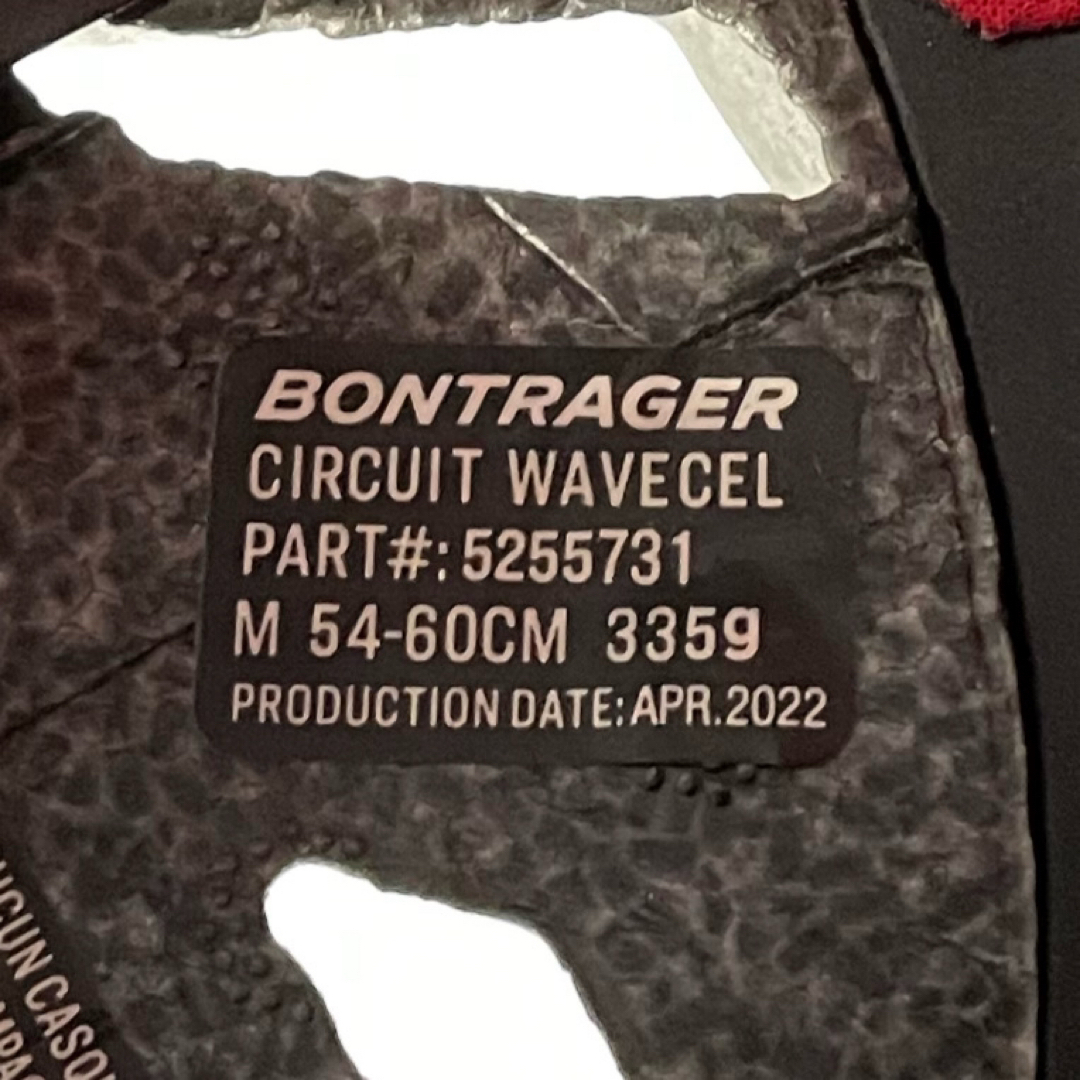 BONTRAGER
CIRCUIT WAVECEL
PART#: 5255731
M 54-60CM 335g
PRODUCTION DATE: APR.2022